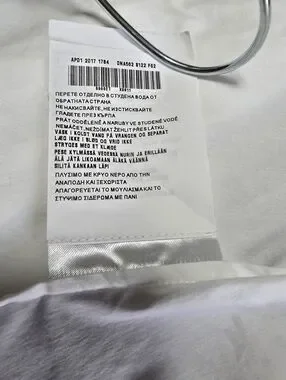 AP01 2017 1784 DNA562 8122 F62
ПЕРЕТЕ ОТДЕЛНО В СТУДЕНА ВОДА ОТ
ОБРАТНАТА СТРАНА
НЕ НАКИСВАЙТЕ, НЕ ИЗСТИСКВАЙТЕ
ГЛАДЕТЕ ПРЕЗ КЪРПА
PRÁT ODDĚLENĚ A NARUBY VE STUDENÉ VODĚ
NEMÁČET, NEŽDÍMAT ŽEHLIT PŘES LÁTKU
VASK I KOLDT VAND PÅ VRANGEN OG SEPARAT
LÆG IKKE I BLØD OG VRID IKKE
STRYGES MED ET KLÆDE
PESE KYLMÄSSÄ VEDESSÄ NURIN JA ERILLÄÄN
ÄLÄ JÄTÄ LIKOAMAAN ÄLÄKÄ VÄÄNNÄ
SILITÄ KANKAAN LÄPI
ΠΛΥΣΙΜΟ ΜΕ ΚΡΥΟ ΝΕΡΟ ΑΠΟ ΤΗΝ
ΑΝΑΠΟΔΗ ΚΑΙ ΞΕΧΩΡΙΣΤΑ
ΑΠΑΓΟΡΕΥΕΤΑΙ ΤΟ ΜΟΥΛΙΑΣΜΑ ΚΑΙ ΤΟ
ΣΤΥΨΙΜΟ ΣΙΔΕΡΩΜΑ ΜΕ ΠΑΝΙ